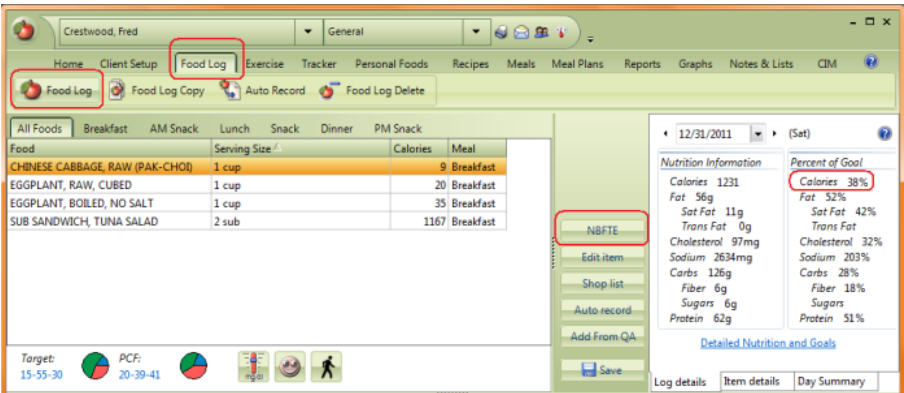 Crestwood, Fred General
Home Client Setup Food Log Exercise Tracker Personal Foods Recipes Meals Meal Plans Reports Graphs Notes & Lists CIM
Food Log Food Log Copy Auto Record Food Log Delete
All Foods Breakfast AM Snack Lunch Snack Dinner PM Snack
Food Serving Size Calories Meal
CHINESE CABBAGE, RAW (PAK-CHOI) 1 cup 9 Breakfast
EGGPLANT, RAW, CUBED 1 cup 20 Breakfast
EGGPLANT, BOILED, NO SALT 1 cup 35 Breakfast
SUB SANDWICH, TUNA SALAD 2 sub 1167 Breakfast
Target: PCF:
15-55-30 20-39-41
NBFTE
Edit item
Shop list
Auto record
Add From QA
Save
12/31/2011 (Sat)
Nutrition Information Percent of Goal
Calories 1231 Calories 38%
Fat 56g Fat 52%
Sat Fat 11g Sat Fat 42%
Trans Fat 0g Trans Fat
Cholesterol 97mg Cholesterol 32%
Sodium 2634mg Sodium 203%
Carbs 126g Carbs 28%
Fiber 6g Fiber 18%
Sugars 6g Sugars
Protein 62g Protein 51%
Detailed Nutrition and Goals
Log details Item details Day Summary